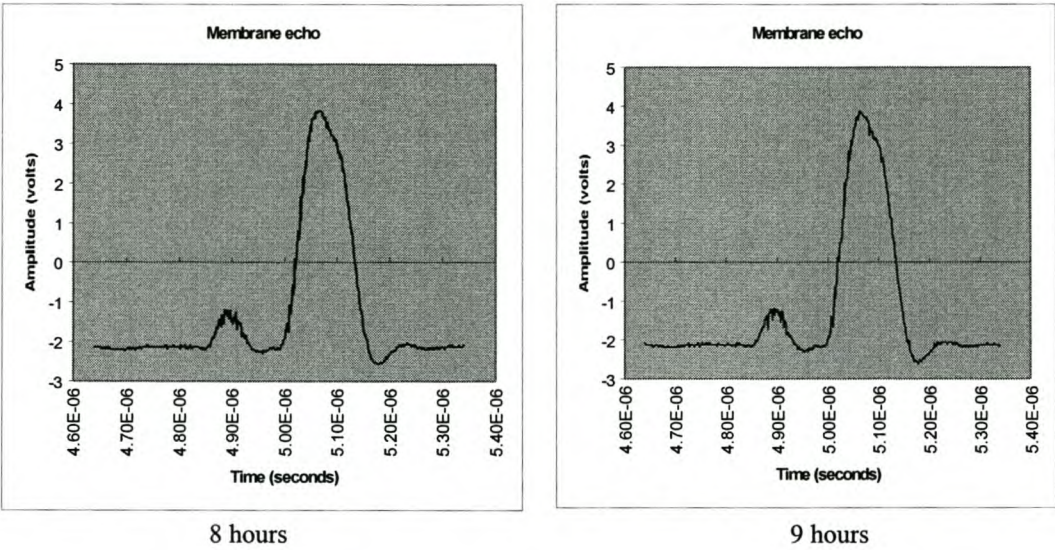 Membrane echo
5
4
3
2
1
0
-1
-2
-3
Amplitude (volts)
4.60E-06
4.70E-06
4.80E-06
4.90E-06
5.00E-06
5.10E-06
5.20E-06
5.30E-06
5.40E-06
Time (seconds)
8 hours
Membrane echo
5
4
3
2
1
0
-1
-2
-3
Amplitude (volts)
4.60E-06
4.70E-06
4.80E-06
4.90E-06
5.00E-06
5.10E-06
5.20E-06
5.30E-06
5.40E-06
Time (seconds)
9 hours